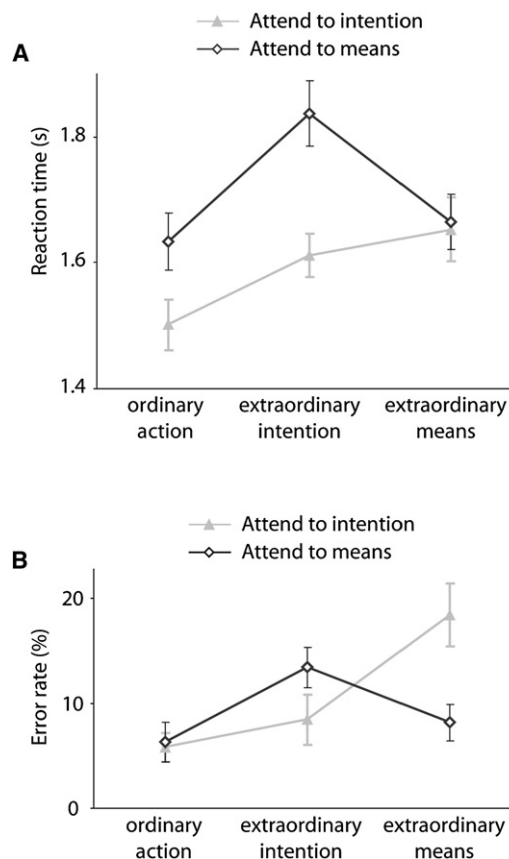 Attend to intention
Attend to means
A
1.8
Reaction time (s)
1.6
1.4
ordinary action
extraordinary intention
extraordinary means
Attend to intention
Attend to means
B
20
Error rate (%)
10
0
ordinary action
extraordinary intention
extraordinary means